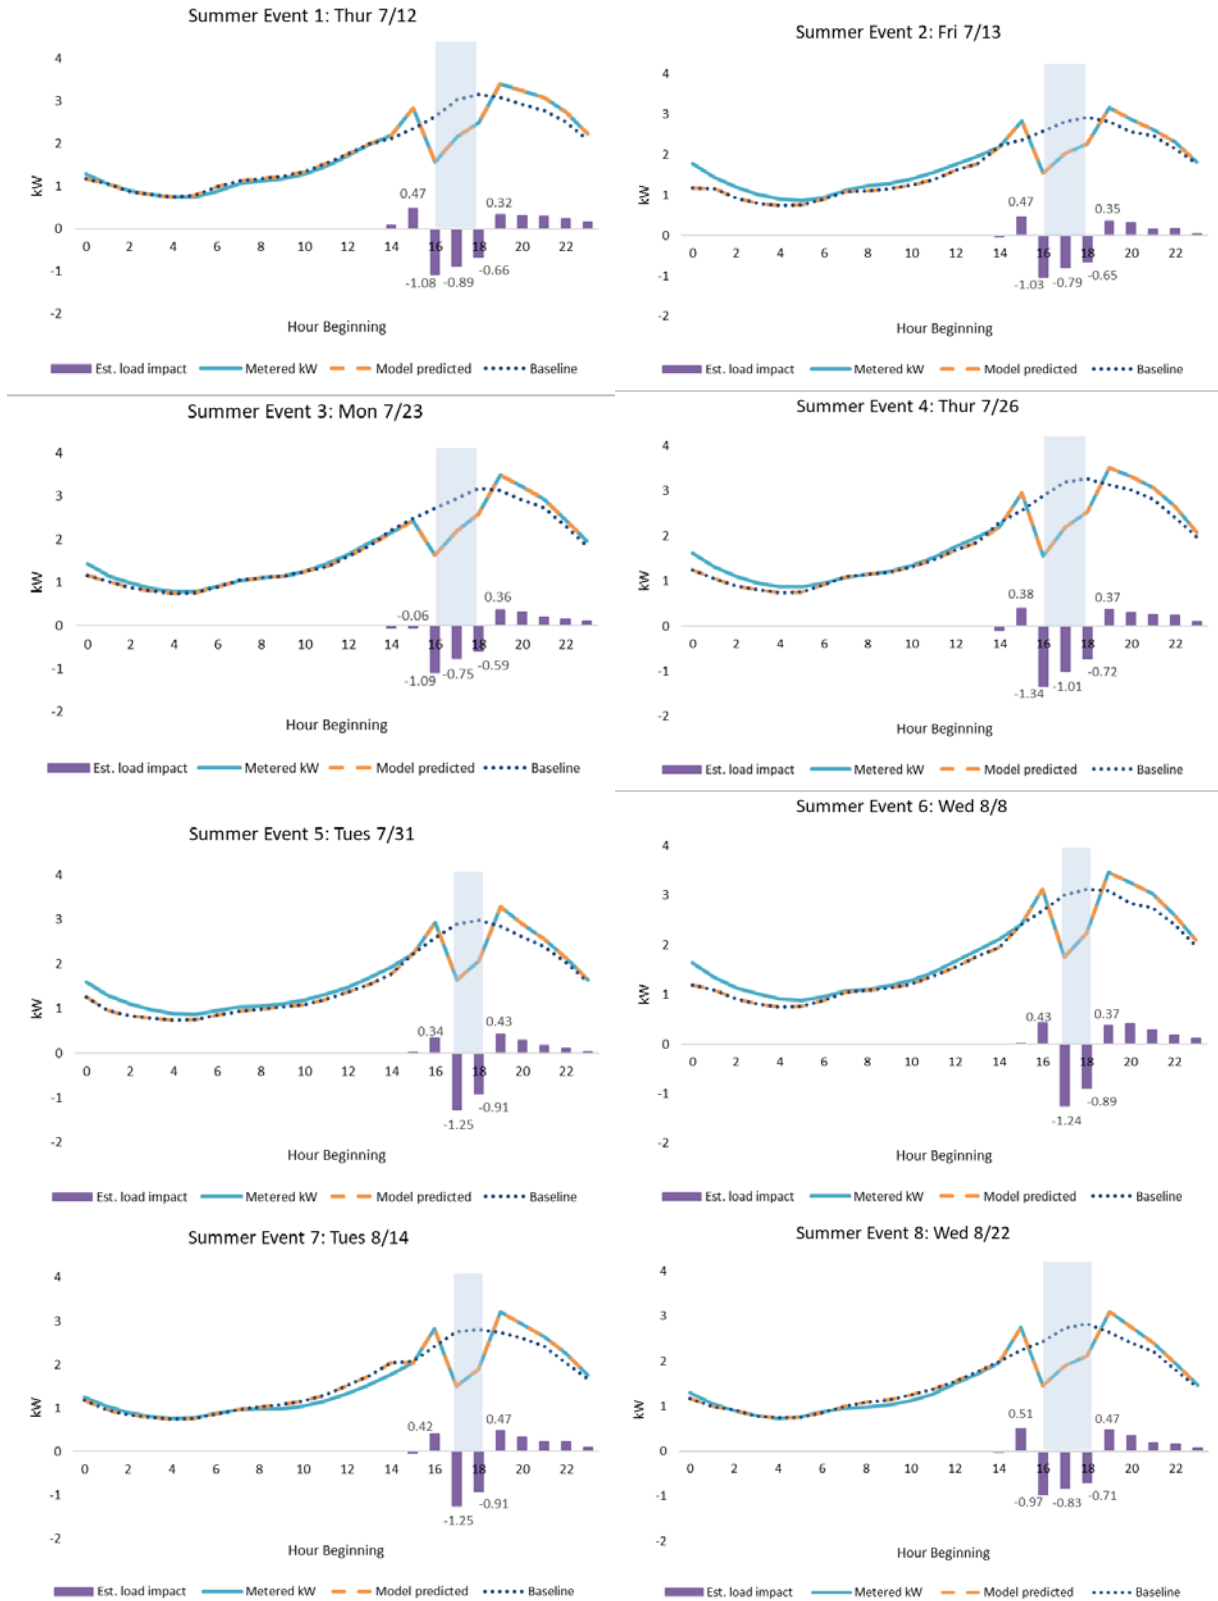 Summer Event 1: Thur 7/12
kW
4
3
2
1
0
-1
-2
0 2 4 6 8 10 12 14 16 18 20 22
0.47
0.32
-1.08 -0.89 -0.66
Hour Beginning
Est. load impact Metered kW Model predicted Baseline
Summer Event 2: Fri 7/13
kW
4
3
2
1
0
-1
-2
0 2 4 6 8 10 12 14 16 18 20 22
0.47
0.35
-1.03 -0.79 -0.65
Hour Beginning
Est. load impact Metered kW Model predicted Baseline
Summer Event 3: Mon 7/23
kW
4
3
2
1
0
-1
-2
0 2 4 6 8 10 12 14 16 18 20 22
-0.06
0.36
-1.09 -0.75 -0.59
Hour Beginning
Est. load impact Metered kW Model predicted Baseline
Summer Event 4: Thur 7/26
kW
4
3
2
1
0
-1
-2
0 2 4 6 8 10 12 14 16 18 20 22
0.38
0.37
-1.34 -1.01 -0.72
Hour Beginning
Est. load impact Metered kW Model predicted Baseline
Summer Event 5: Tues 7/31
kW
4
3
2
1
0
-1
-2
0 2 4 6 8 10 12 14 16 18 20 22
0.34
0.43
-1.25 -0.91
Hour Beginning
Est. load impact Metered kW Model predicted Baseline
Summer Event 6: Wed 8/8
kW
4
3
2
1
0
-1
-2
0 2 4 6 8 10 12 14 16 18 20 22
0.43
0.37
-1.24 -0.89
Hour Beginning
Est. load impact Metered kW Model predicted Baseline
Summer Event 7: Tues 8/14
kW
4
3
2
1
0
-1
-2
0 2 4 6 8 10 12 14 16 18 20 22
0.42
0.47
-1.25 -0.91
Hour Beginning
Est. load impact Metered kW Model predicted Baseline
Summer Event 8: Wed 8/22
kW
4
3
2
1
0
-1
-2
0 2 4 6 8 10 12 14 16 18 20 22
0.51
0.47
-0.97 -0.83 -0.71
Hour Beginning
Est. load impact Metered kW Model predicted Baseline